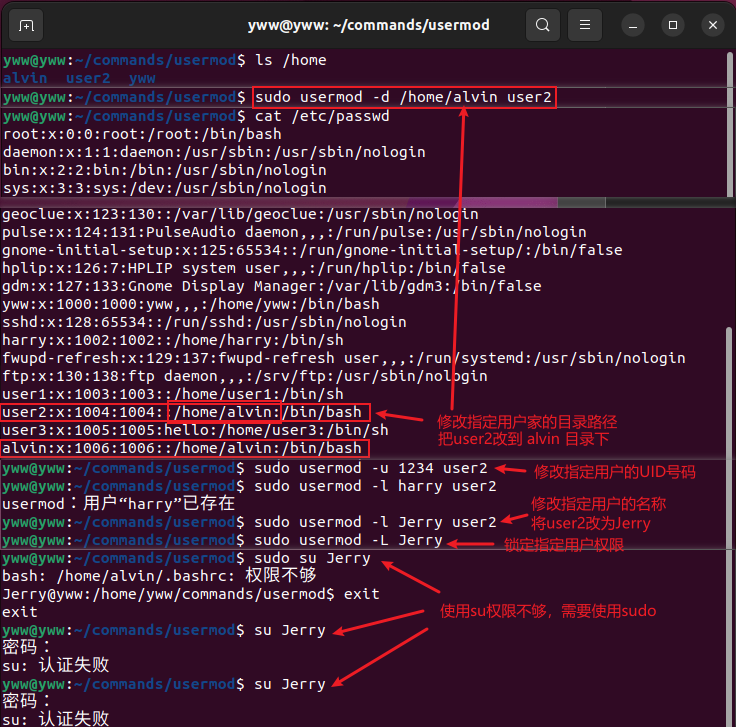 yww@yww: ~/commands/usermod
yww@yww:~/commands/usermod$ ls /home
alvin user2 yww
yww@yww:~/commands/usermod$ sudo usermod -d /home/alvin user2
yww@yww:~/commands/usermod$ cat /etc/passwd
root:x:0:0:root:/root:/bin/bash
daemon:x:1:1:daemon:/usr/sbin:/usr/sbin/nologin
bin:x:2:2:bin:/bin:/usr/sbin/nologin
sys:x:3:3:sys:/dev:/usr/sbin/nologin
geoclue:x:123:130::/var/lib/geoclue:/usr/sbin/nologin
pulse:x:124:131:PulseAudio daemon,,,:/run/pulse:/usr/sbin/nologin
gnome-initial-setup:x:125:65534::/run/gnome-initial-setup/:/bin/false
hplip:x:126:7:HPLIP system user,,,:/run/hplip:/bin/false
gdm:x:127:133:Gnome Display Manager:/var/lib/gdm3:/bin/false
yww:x:1000:1000:yww,,,:/home/yww:/bin/bash
sshd:x:128:65534::/run/sshd:/usr/sbin/nologin
harry:x:1002:1002::/home/harry:/bin/sh
fwupd-refresh:x:129:137:fwupd-refresh user,,,:/run/systemd:/usr/sbin/nologin
ftp:x:130:138:ftp daemon,,,:/srv/ftp:/usr/sbin/nologin
user1:x:1003:1003::/home/user1:/bin/sh
user2:x:1004:1004::/home/alvin:/bin/bash
修改指定用户家的目录路径
把user2改到 alvin 目录下
user3:x:1005:1005:hello:/home/user3:/bin/sh
alvin:x:1006:1006::/home/alvin:/bin/bash
yww@yww:~/commands/usermod$ sudo usermod -u 1234 user2
修改指定用户的UID号码
yww@yww:~/commands/usermod$ sudo usermod -l harry user2
usermod：用户“harry”已存在
yww@yww:~/commands/usermod$ sudo usermod -l Jerry user2
修改指定用户的名称
将user2改为Jerry
yww@yww:~/commands/usermod$ sudo usermod -L Jerry
锁定指定用户权限
yww@yww:~/commands/usermod$ sudo su Jerry
bash: /home/alvin/.bashrc: 权限不够
Jerry@yww:/home/yww/commands/usermod$ exit
exit
使用su权限不够，需要使用sudo
yww@yww:~/commands/usermod$ su Jerry
密码：
su: 认证失败
yww@yww:~/commands/usermod$ su Jerry
密码：
su: 认证失败